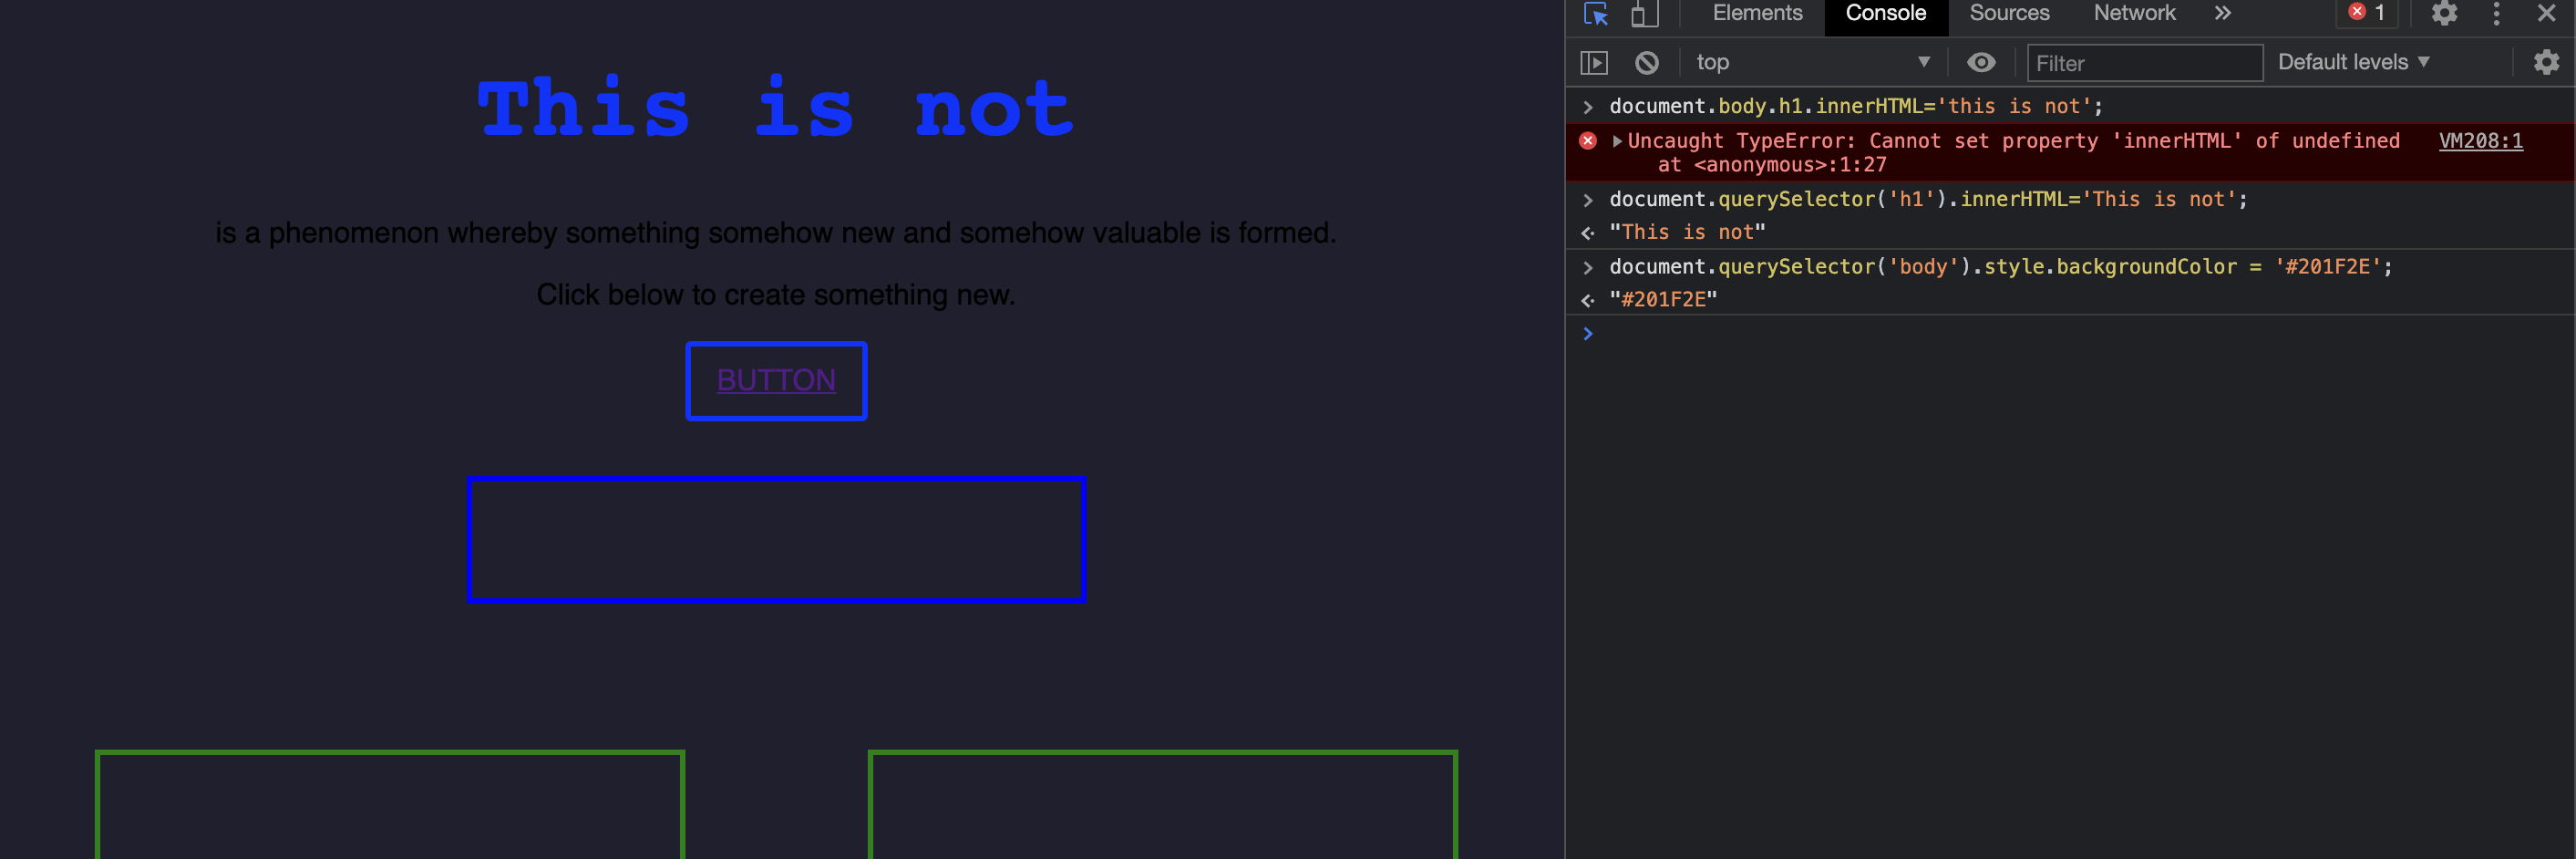 This is not
is a phenomenon whereby something somehow new and somehow valuable is formed.
Click below to create something new.
BUTTON
Elements Console Sources Network » 1
top Filter Default levels
document.body.h1.innerHTML='this is not';
Uncaught TypeError: Cannot set property 'innerHTML' of undefined VM208:1
at <anonymous>:1:27
document.querySelector('h1').innerHTML='This is not';
"This is not"
document.querySelector('body').style.backgroundColor = '#201F2E';
"#201F2E"